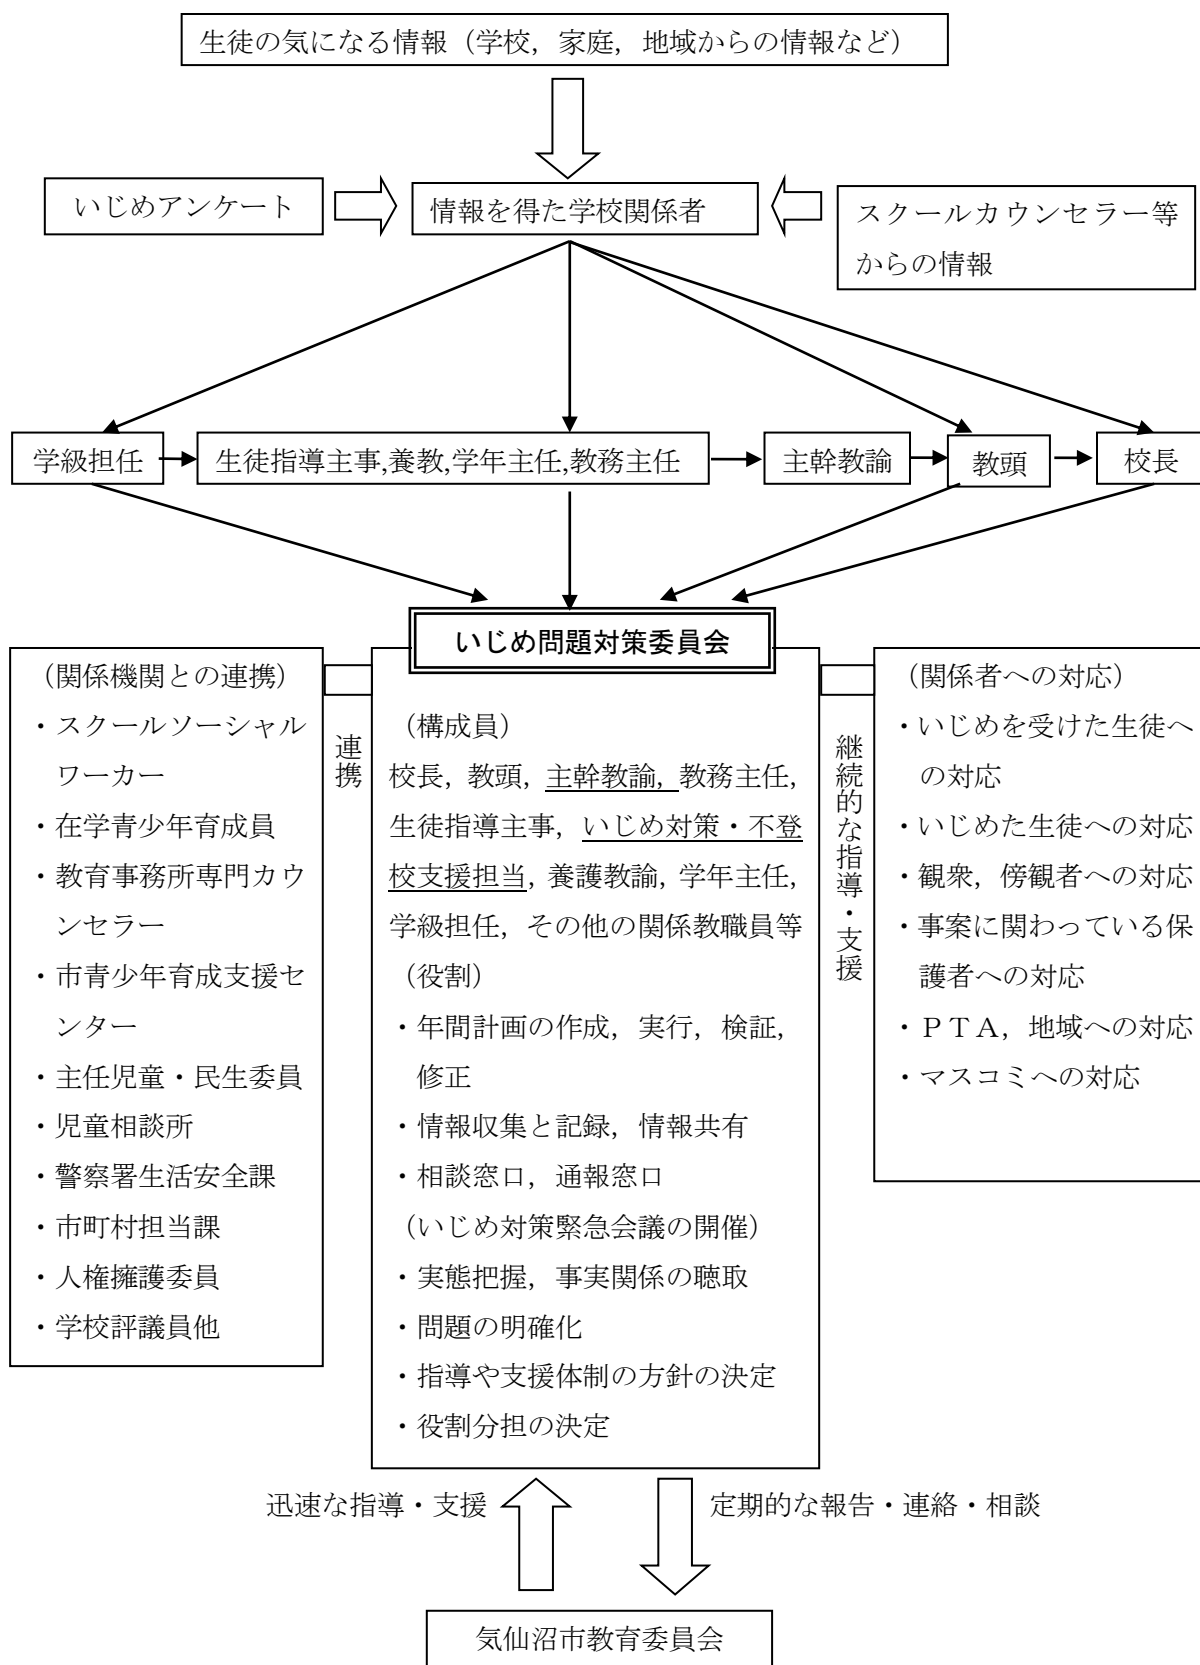 生徒の気になる情報（学校，家庭，地域からの情報など）
いじめアンケート
情報を得た学校関係者
スクールカウンセラー等
からの情報
学級担任
生徒指導主事,養教,学年主任,教務主任
主幹教諭
教頭
校長
いじめ問題対策委員会
（関係機関との連携）
・スクールソーシャル
ワーカー
・在学青少年育成員
・教育事務所専門カウ
ンセラー
・市青少年育成支援セ
ンター
・主任児童・民生委員
・児童相談所
・警察署生活安全課
・市町村担当課
・人権擁護委員
・学校評議員他
連携
（構成員）
校長，教頭，主幹教諭，教務主任，
生徒指導主事，いじめ対策・不登
校支援担当，養護教諭，学年主任，
学級担任，その他の関係教職員等
（役割）
・年間計画の作成，実行，検証，
修正
・情報収集と記録，情報共有
・相談窓口，通報窓口
（いじめ対策緊急会議の開催）
・実態把握，事実関係の聴取
・問題の明確化
・指導や支援体制の方針の決定
・役割分担の決定
継続的な指導・支援
（関係者への対応）
・いじめを受けた生徒へ
の対応
・いじめた生徒への対応
・観衆，傍観者への対応
・事案に関わっている保
護者への対応
・ＰＴＡ，地域への対応
・マスコミへの対応
迅速な指導・支援
定期的な報告・連絡・相談
気仙沼市教育委員会